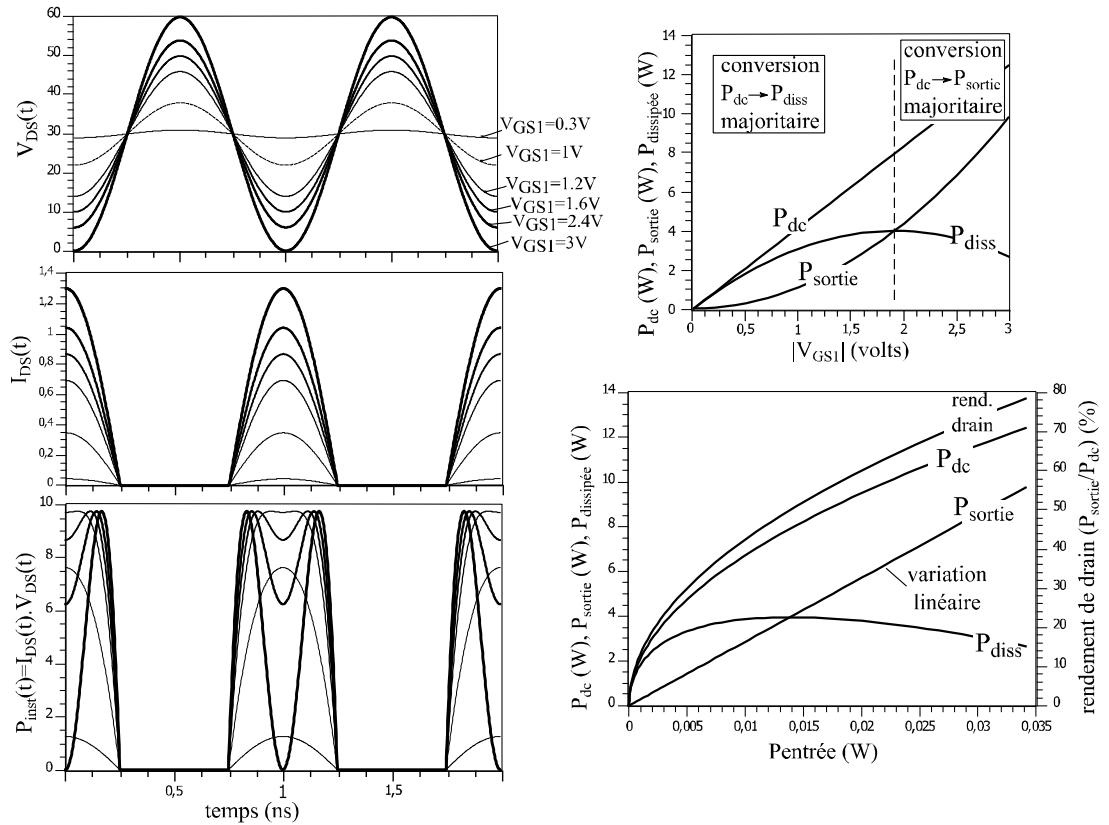 60
50
40
30
20
10
0
V_DS(t)
V_GS1=0.3V
V_GS1=1V
V_GS1=1.2V
V_GS1=1.6V
V_GS1=2.4V
V_GS1=3V
1,4
1,2
1
0,8
0,6
0,4
0,2
0
I_DS(t)
10
8
6
4
2
0
P_inst(t)=I_DS(t).V_DS(t)
0,5
1
1,5
temps (ns)
14
12
10
8
6
4
2
0
P_dc (W), P_sortie (W), P_dissipée (W)
conversion
P_dc→P_diss
majoritaire
conversion
P_dc→P_sortie
majoritaire
P_dc
P_sortie
P_diss
0
0,5
1
1,5
2
2,5
3
|V_GS1| (volts)
14
12
10
8
6
4
2
0
P_dc (W), P_sortie (W), P_dissipée (W)
rend.
drain
P_dc
P_sortie
variation
linéaire
P_diss
80
70
60
50
40
30
20
10
0
rendement de drain (P_sortie/P_dc) (%)
0
0,005
0,01
0,015
0,02
0,025
0,03
0,035
Pentrée (W)